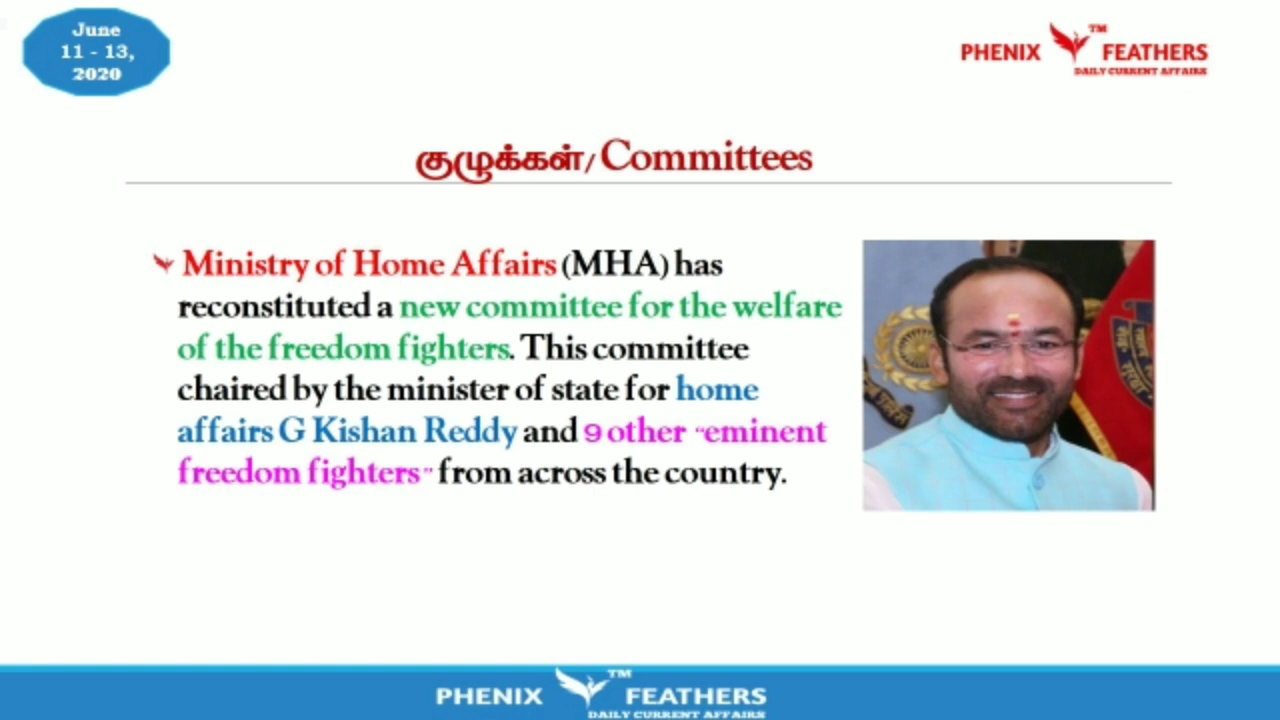 June
11 - 13,
2020
PHENIX FEATHERS
TM
DAILY CURRENT AFFAIRS
குழுக்கள்/ Committees
Ministry of Home Affairs (MHA) has
reconstituted a new committee for the welfare
of the freedom fighters. This committee
chaired by the minister of state for home
affairs G Kishan Reddy and 9 other “eminent
freedom fighters” from across the country.
PHENIX FEATHERS
TM
DAILY CURRENT AFFAIRS